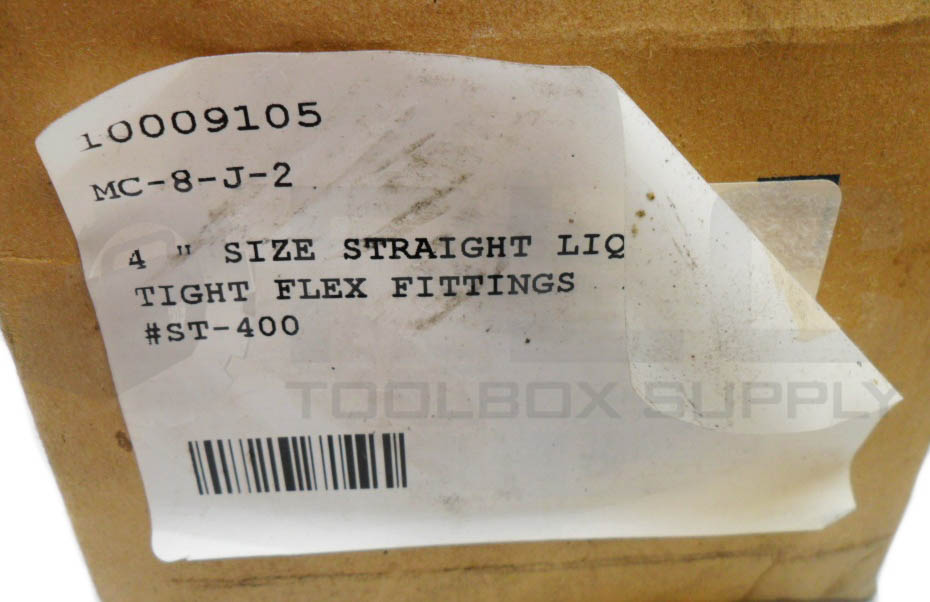 10009105
MC-8-J-2
4 " SIZE STRAIGHT LIQ
TIGHT FLEX FITTINGS
#ST-400
TOOLBOX SUPPLY